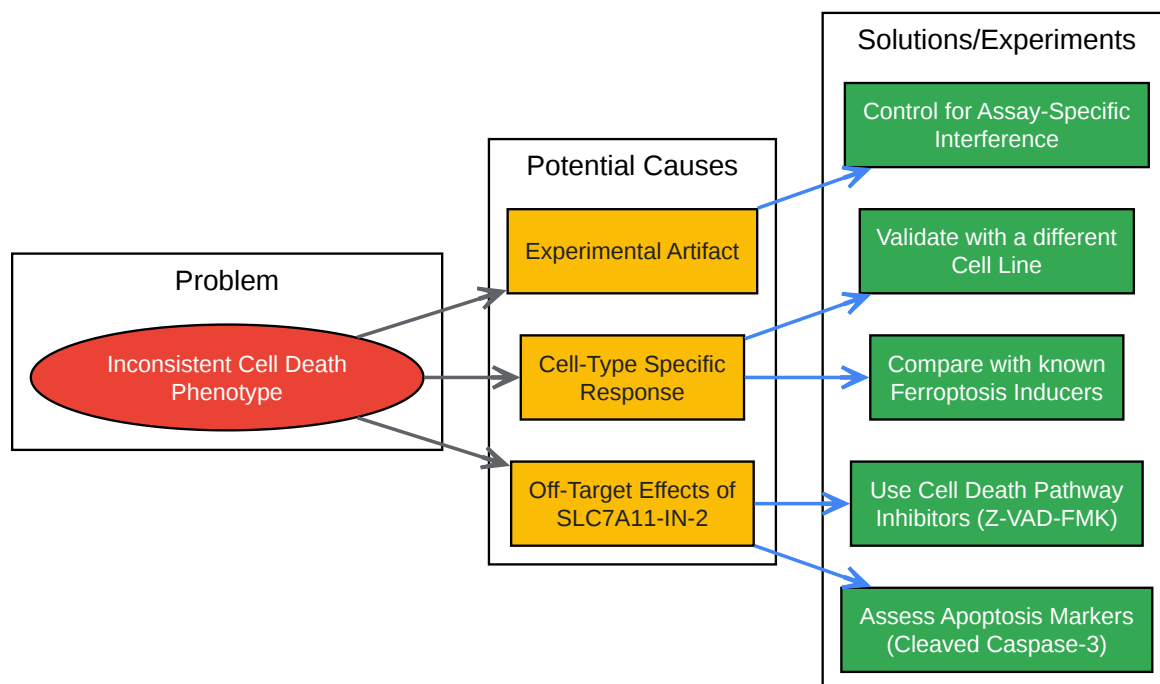 Problem
Inconsistent Cell Death
Phenotype
Potential Causes
Experimental Artifact
Cell-Type Specific
Response
Off-Target Effects of
SLC7A11-IN-2
Solutions/Experiments
Control for Assay-Specific
Interference
Validate with a different
Cell Line
Compare with known
Ferroptosis Inducers
Use Cell Death Pathway
Inhibitors (Z-VAD-FMK)
Assess Apoptosis Markers
(Cleaved Caspase-3)